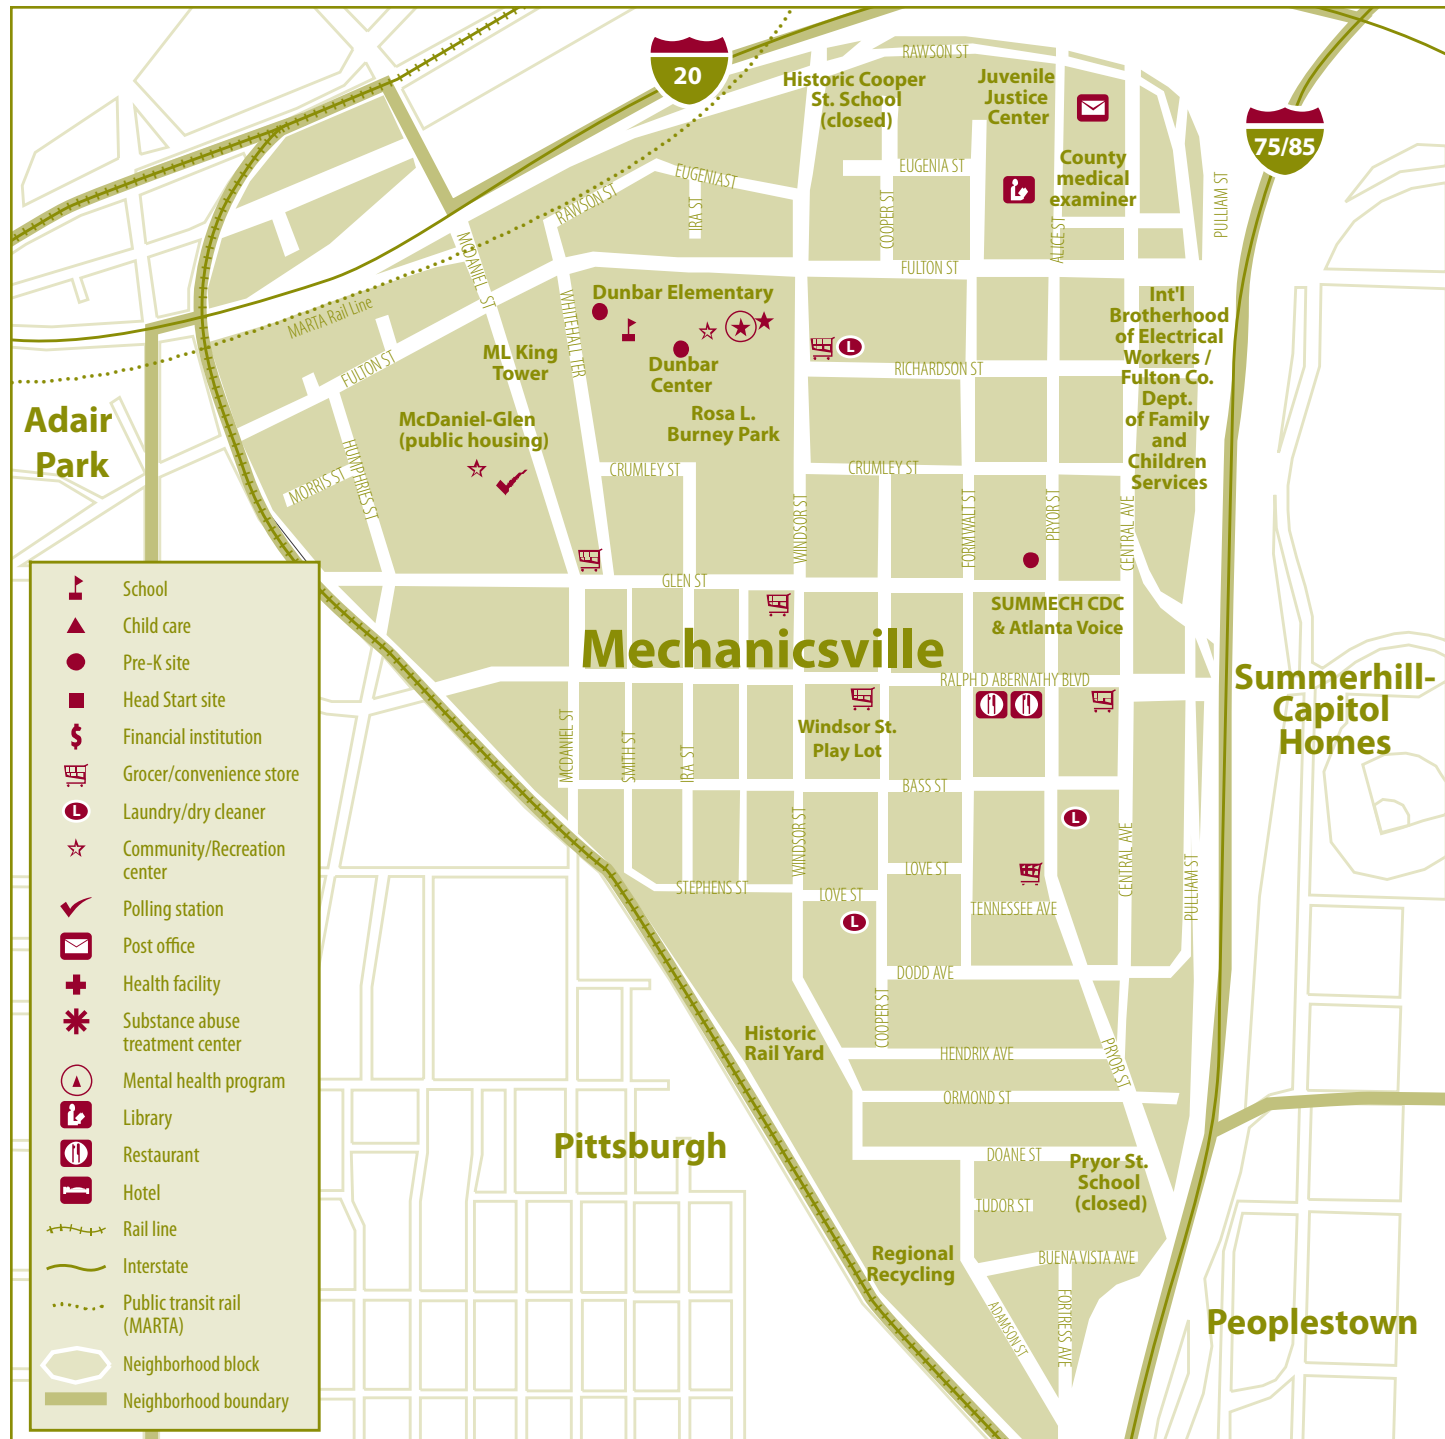 20
75/85
RAWSON ST
Historic Cooper
St. School
(closed)
Juvenile
Justice
Center
County
medical
examiner
EUGENIA ST
EUGENIAST
RAWSON ST
IRA ST
COOPER ST
ALICE ST
PULLIAM ST
MCDANIEL ST
FULTON ST
WHITEHALL TER
MARTA Rail Line
FULTON ST
Dunbar Elementary
Dunbar
Center
ML King
Tower
McDaniel-Glen
(public housing)
Rosa L.
Burney Park
L
RICHARDSON ST
Int'l
Brotherhood
of Electrical
Workers /
Fulton Co.
Dept.
of Family
and
Children
Services
Adair
Park
HUMPHRIES ST
MORRIS ST
CRUMLEY ST
CRUMLEY ST
WINDSOR ST
FORMWALT ST
PRYOR ST
CENTRAL AVE
GLEN ST
SUMMECH CDC
& Atlanta Voice
Mechanicsville
RALPH D ABERNATHY BLVD
Summerhill-
Capitol
Homes
Windsor St.
Play Lot
MCDANIEL ST
SMITH ST
IRA ST
BASS ST
WINDSOR ST
L
CENTRAL AVE
PULLIAM ST
LOVE ST
STEPHENS ST
LOVE ST
TENNESSEE AVE
L
DODD AVE
COOPER ST
Historic
Rail Yard
HENDRIX AVE
PRYOR ST
ORMOND ST
Pittsburgh
DOANE ST
Pryor St.
School
(closed)
TUDOR ST
Regional
Recycling
BUENA VISTA AVE
ADAMSON ST
FORTRESS AVE
Peoplestown
School
Child care
Pre-K site
Head Start site
$
Financial institution
Grocer/convenience store
L
Laundry/dry cleaner
Community/Recreation
center
Polling station
Post office
Health facility
Substance abuse
treatment center
Mental health program
Library
Restaurant
Hotel
Rail line
Interstate
Public transit rail
(MARTA)
Neighborhood block
Neighborhood boundary